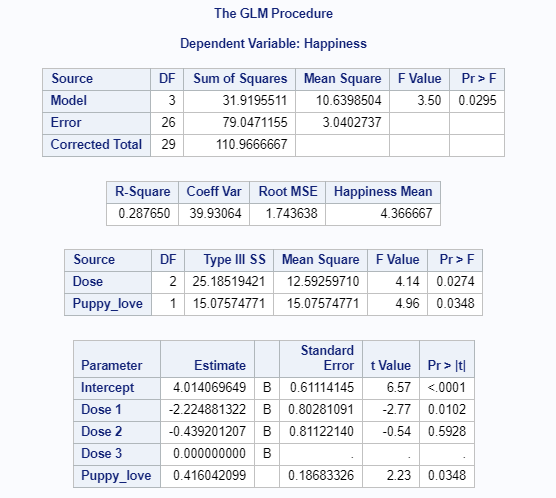 The GLM Procedure
Dependent Variable: Happiness
Source DF Sum of Squares Mean Square F Value Pr > F
Model 3 31.9195511 10.6398504 3.50 0.0295
Error 26 79.0471155 3.0402737
Corrected Total 29 110.9666667
R-Square Coeff Var Root MSE Happiness Mean
0.287650 39.93064 1.743638 4.366667
Source DF Type III SS Mean Square F Value Pr > F
Dose 2 25.18519421 12.59259710 4.14 0.0274
Puppy_love 1 15.07574771 15.07574771 4.96 0.0348
Parameter Estimate Standard Error t Value Pr > |t|
Intercept 4.014069649 B 0.61114145 6.57 <.0001
Dose 1 -2.224881322 B 0.80281091 -2.77 0.0102
Dose 2 -0.439201207 B 0.81122140 -0.54 0.5928
Dose 3 0.000000000 B . . .
Puppy_love 0.416042099 0.18683326 2.23 0.0348